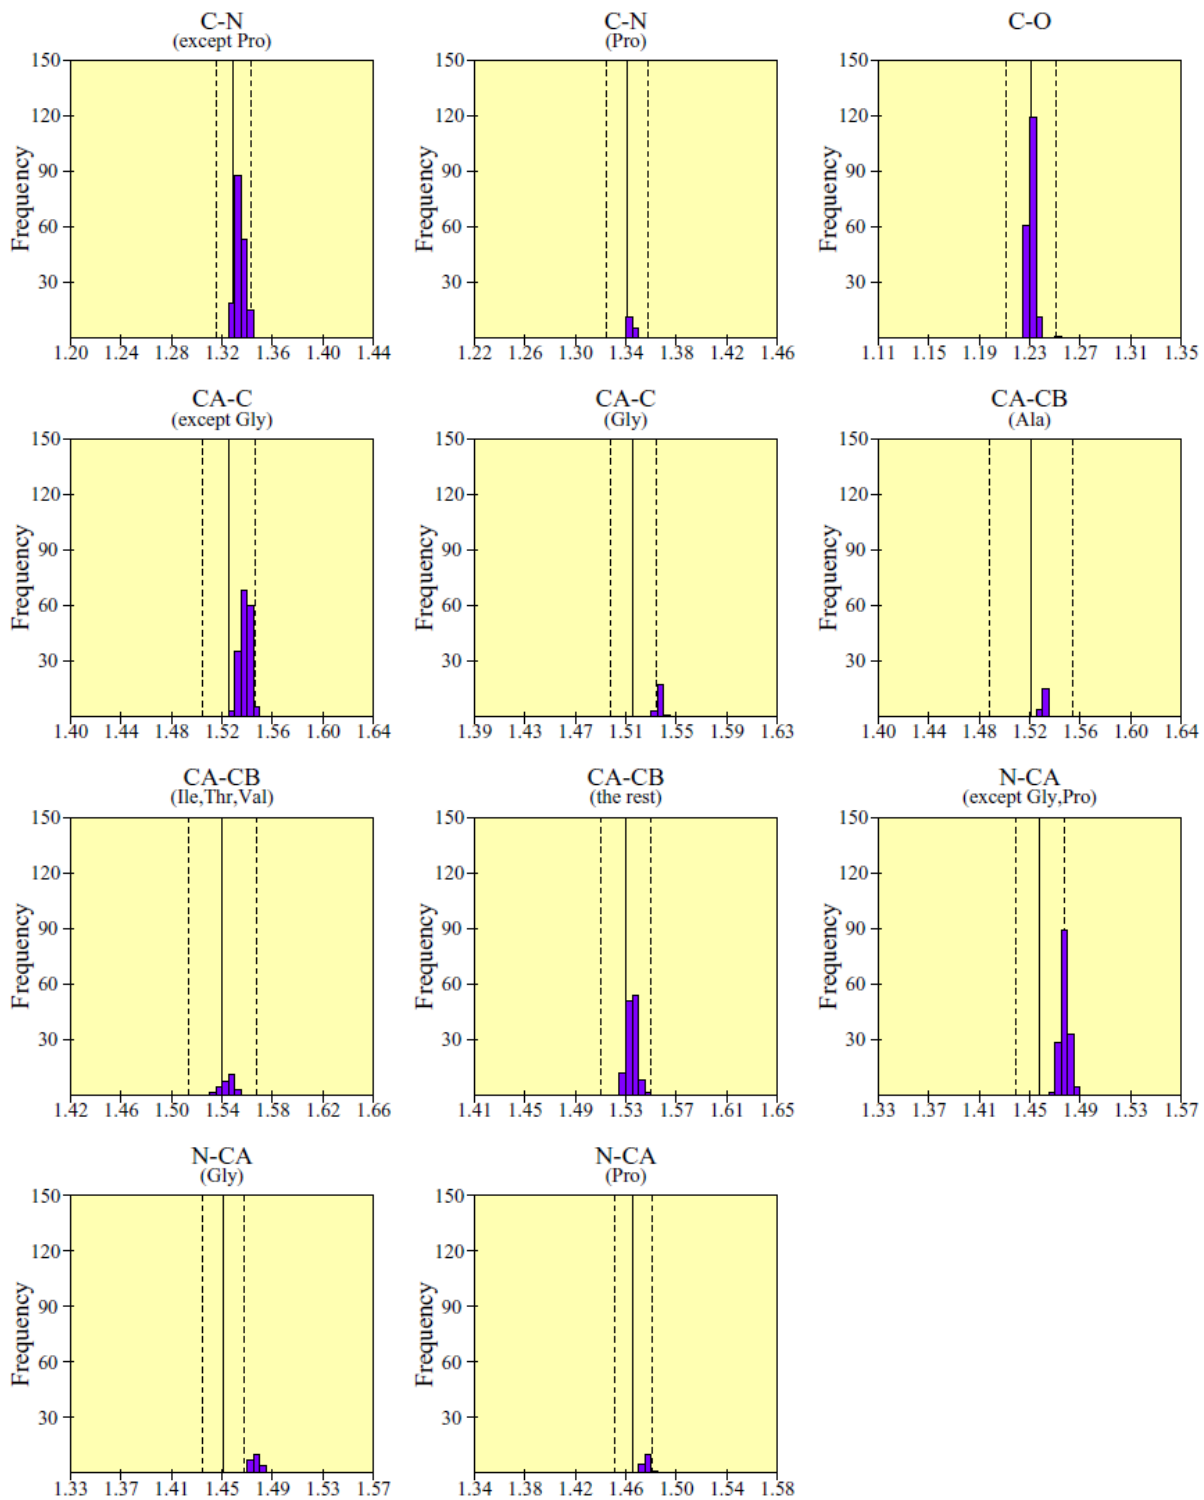 C-N C-N C-O
(except Pro) (Pro)
150 150 150
120 120 120
90 90 90
60 60 60
30 30 30
Frequency Frequency Frequency
1.20 1.24 1.28 1.32 1.36 1.40 1.44 1.22 1.26 1.30 1.34 1.38 1.42 1.46 1.11 1.15 1.19 1.23 1.27 1.31 1.35
CA-C CA-C CA-CB
(except Gly) (Gly) (Ala)
150 150 150
120 120 120
90 90 90
60 60 60
30 30 30
Frequency Frequency Frequency
1.40 1.44 1.48 1.52 1.56 1.60 1.64 1.39 1.43 1.47 1.51 1.55 1.59 1.63 1.40 1.44 1.48 1.52 1.56 1.60 1.64
CA-CB CA-CB N-CA
(Ile,Thr,Val) (the rest) (except Gly,Pro)
150 150 150
120 120 120
90 90 90
60 60 60
30 30 30
Frequency Frequency Frequency
1.42 1.46 1.50 1.54 1.58 1.62 1.66 1.41 1.45 1.49 1.53 1.57 1.61 1.65 1.33 1.37 1.41 1.45 1.49 1.53 1.57
N-CA N-CA
(Gly) (Pro)
150 150
120 120
90 90
60 60
30 30
Frequency Frequency
1.33 1.37 1.41 1.45 1.49 1.53 1.57 1.34 1.38 1.42 1.46 1.50 1.54 1.58